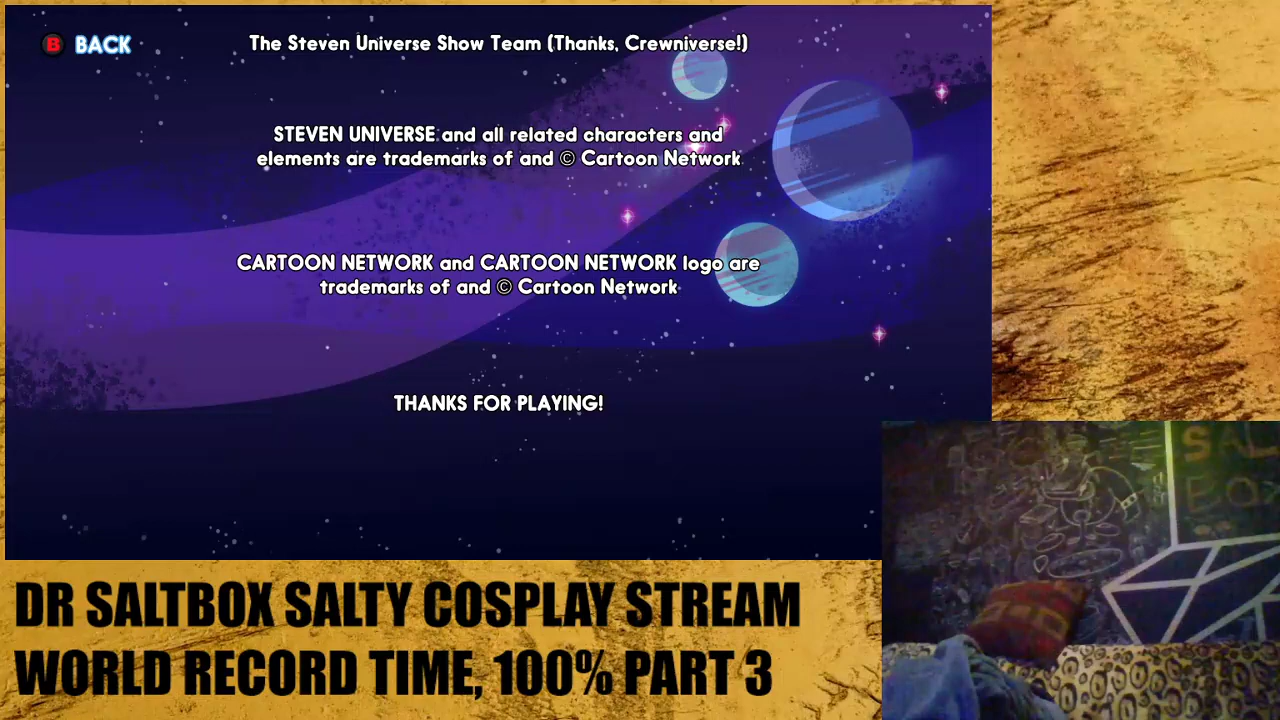 B BACK
The Steven Universe Show Team (Thanks, Crewniverse!)
STEVEN UNIVERSE and all related characters and
elements are trademarks of and © Cartoon Network
CARTOON NETWORK and CARTOON NETWORK logo are
trademarks of and © Cartoon Network
THANKS FOR PLAYING!
SAL
BOX
DR SALTBOX SALTY COSPLAY STREAM
WORLD RECORD TIME, 100% PART 3